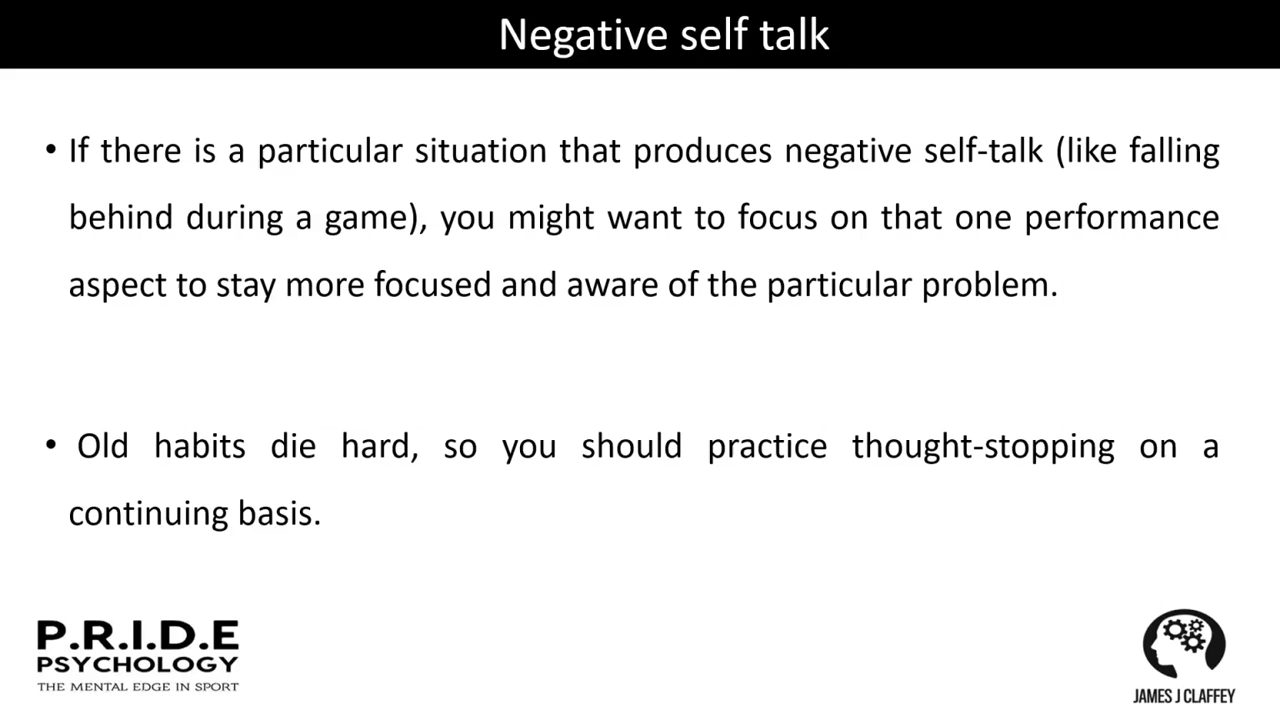 Negative self talk
• If there is a particular situation that produces negative self-talk (like falling
behind during a game), you might want to focus on that one performance
aspect to stay more focused and aware of the particular problem.
• Old habits die hard, so you should practice thought-stopping on a
continuing basis.
P.R.I.D.E
PSYCHOLOGY
THE MENTAL EDGE IN SPORT
JAMES J CLAFFEY